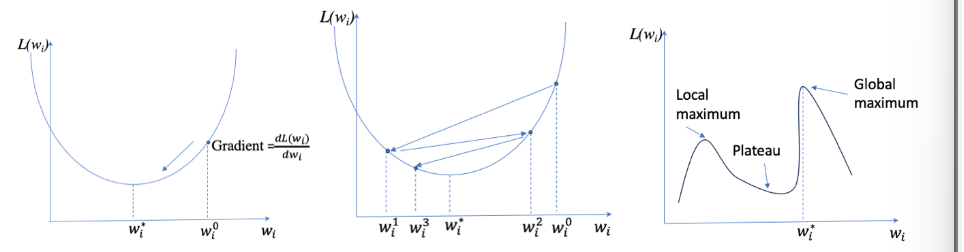 L(wᵢ)
Gradient = dL(wᵢ)/dwᵢ
wᵢ* wᵢ⁰ wᵢ
L(wᵢ)
wᵢ¹ wᵢ³ wᵢ* wᵢ² wᵢ⁰ wᵢ
L(wᵢ)
Local
maximum
Plateau
Global
maximum
wᵢ* wᵢ